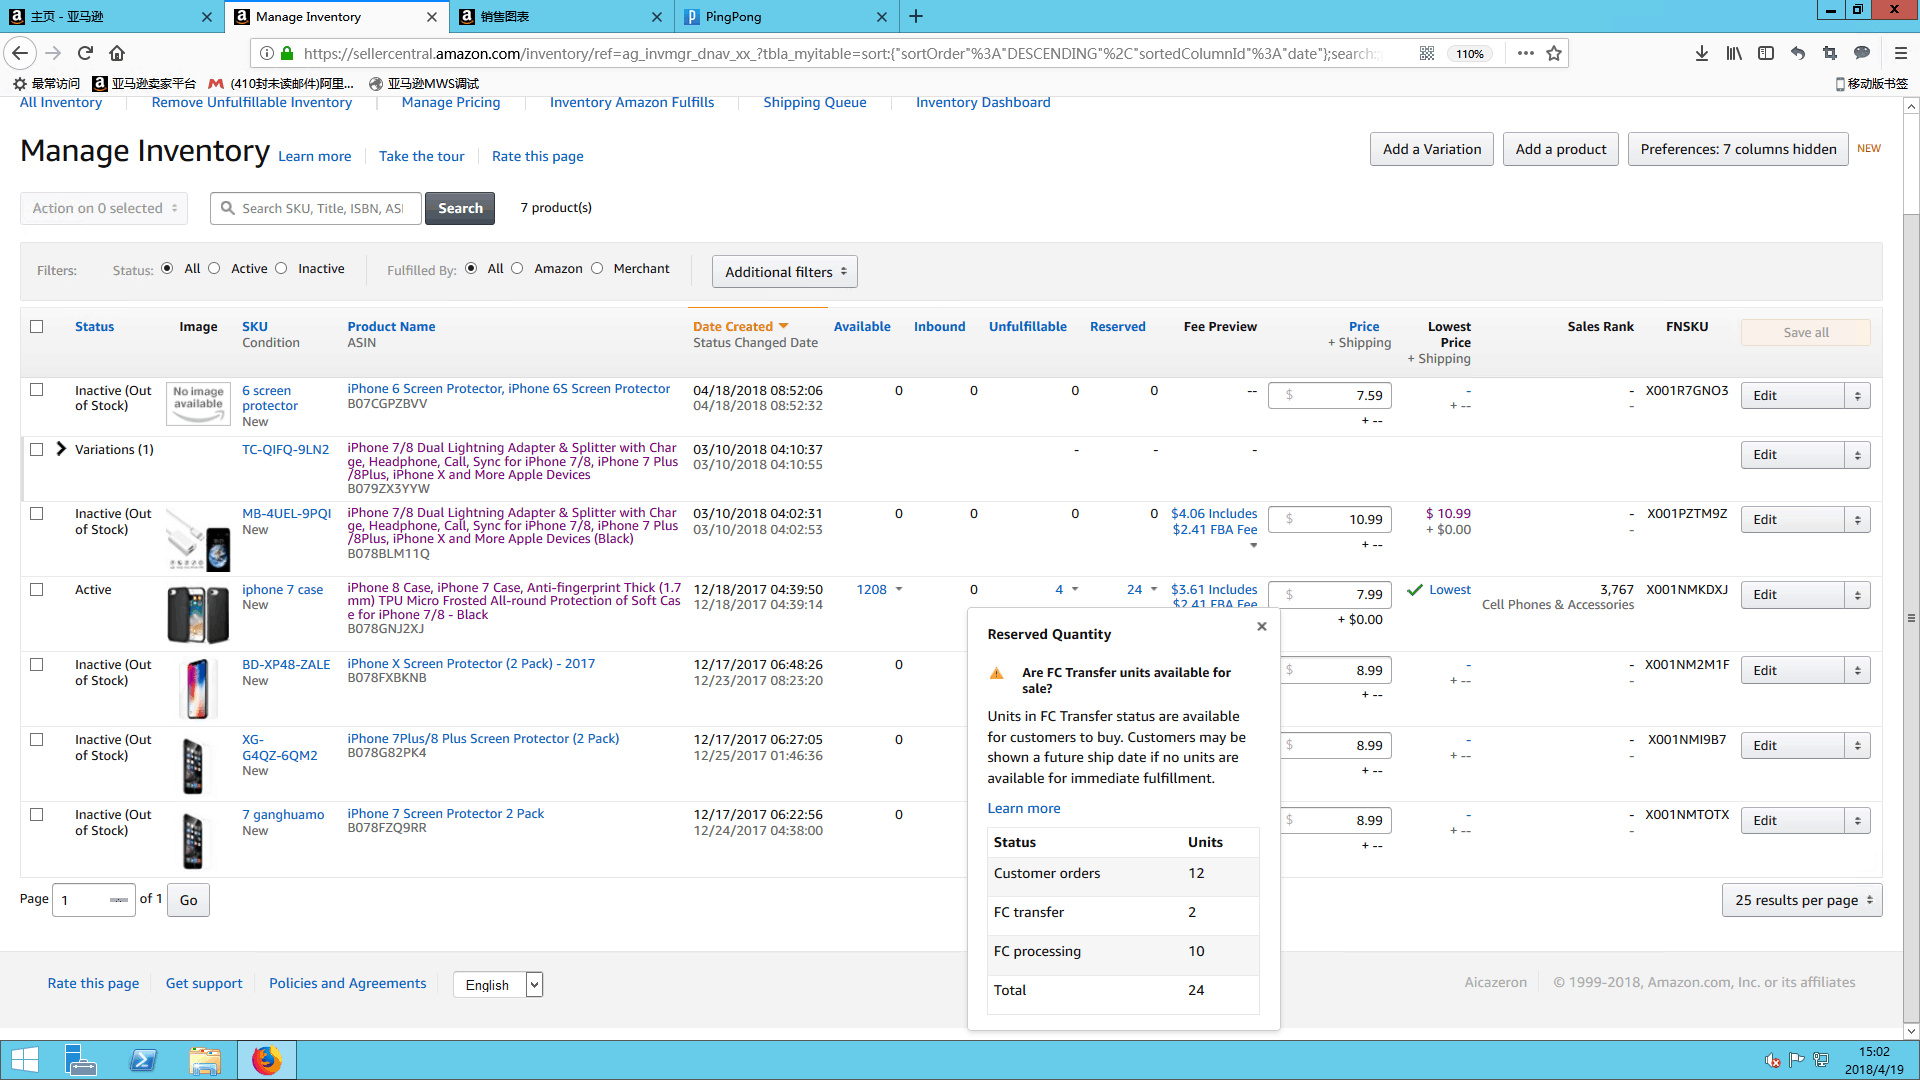 主页 - 亚马逊
Manage Inventory
销售图表
PingPong
https://sellercentral.amazon.com/inventory/ref=ag_invmgr_dnav_xx_?tbla_myitable=sort:{"sortOrder"%3A"DESCENDING"%2C"sortedColumnId"%3A"date"};search:;
110%
最常访问
亚马逊卖家平台
(410封未读邮件)阿里...
亚马逊MWS调试
移动版书签
All Inventory
Remove Unfulfillable Inventory
Manage Pricing
Inventory Amazon Fulfills
Shipping Queue
Inventory Dashboard
Manage Inventory
Learn more
Take the tour
Rate this page
Add a Variation
Add a product
Preferences: 7 columns hidden
NEW
Action on 0 selected
Search SKU, Title, ISBN, ASI
Search
7 product(s)
Filters:
Status:
All
Active
Inactive
Fulfilled By:
All
Amazon
Merchant
Additional filters
Status
Image
SKU
Condition
Product Name
ASIN
Date Created
Status Changed Date
Available
Inbound
Unfulfillable
Reserved
Fee Preview
Price
+ Shipping
Lowest
Price
+ Shipping
Sales Rank
FNSKU
Save all
Inactive (Out
of Stock)
No image
available
6 screen
protector
New
iPhone 6 Screen Protector, iPhone 6S Screen Protector
B07CGPZBVV
04/18/2018 08:52:06
04/18/2018 08:52:32
0
0
0
0
--
$ 7.59
+ --
-
+ --
-
-
X001R7GNO3
Edit
Variations (1)
TC-QIFQ-9LN2
iPhone 7/8 Dual Lightning Adapter & Splitter with Char
ge, Headphone, Call, Sync for iPhone 7/8, iPhone 7 Plus
/8Plus, iPhone X and More Apple Devices
B079ZX3YYW
03/10/2018 04:10:37
03/10/2018 04:10:55
-
-
-
Edit
Inactive (Out
of Stock)
MB-4UEL-9PQI
New
iPhone 7/8 Dual Lightning Adapter & Splitter with Char
ge, Headphone, Call, Sync for iPhone 7/8, iPhone 7 Plus
/8Plus, iPhone X and More Apple Devices (Black)
B078BLM11Q
03/10/2018 04:02:31
03/10/2018 04:02:53
0
0
0
0
$4.06 Includes
$2.41 FBA Fee
$ 10.99
+ --
$ 10.99
+ $0.00
-
-
X001PZTM9Z
Edit
Active
iphone 7 case
New
iPhone 8 Case, iPhone 7 Case, Anti-fingerprint Thick (1.7
mm) TPU Micro Frosted All-round Protection of Soft Cas
e for iPhone 7/8 - Black
B078GNJ2XJ
12/18/2017 04:39:50
12/18/2017 04:39:14
1208
0
4
24
$3.61 Includes
$2.41 FBA Fee
$ 7.99
+ $0.00
Lowest
3,767
Cell Phones & Accessories
X001NMKDXJ
Edit
Inactive (Out
of Stock)
BD-XP48-ZALE
New
iPhone X Screen Protector (2 Pack) - 2017
B078FXBKNB
12/17/2017 06:48:26
12/23/2017 08:23:20
0
$ 8.99
+ --
-
+ --
-
-
X001NM2M1F
Edit
Inactive (Out
of Stock)
XG-
G4QZ-6QM2
New
iPhone 7Plus/8 Plus Screen Protector (2 Pack)
B078G82PK4
12/17/2017 06:27:05
12/25/2017 01:46:36
0
$ 8.99
+ --
-
+ --
-
-
X001NMI9B7
Edit
Inactive (Out
of Stock)
7 ganghuamo
New
iPhone 7 Screen Protector 2 Pack
B078FZQ9RR
12/17/2017 06:22:56
12/24/2017 04:38:00
0
$ 8.99
+ --
-
+ --
-
-
X001NMTOTX
Edit
Reserved Quantity
Are FC Transfer units available for
sale?
Units in FC Transfer status are available
for customers to buy. Customers may be
shown a future ship date if no units are
available for immediate fulfillment.
Learn more
Status Units
Customer orders 12
FC transfer 2
FC processing 10
Total 24
Page 1 of 1 Go
25 results per page
Rate this page
Get support
Policies and Agreements
English
Aicazeron
© 1999-2018, Amazon.com, Inc. or its affiliates
15:02
2018/4/19